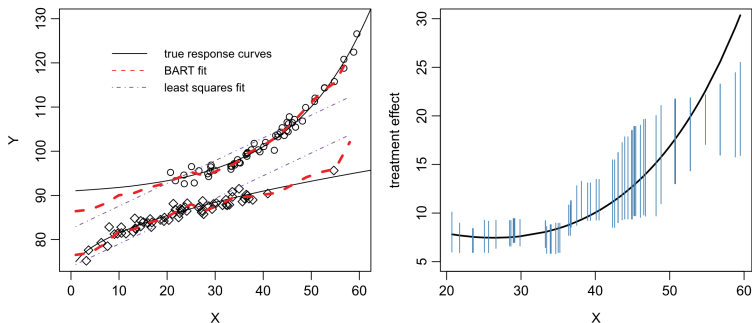 true response curves
BART fit
least squares fit
Y
130
120
110
100
90
80
0 10 20 30 40 50 60
X
treatment effect
30
25
20
15
10
5
20 30 40 50 60
X